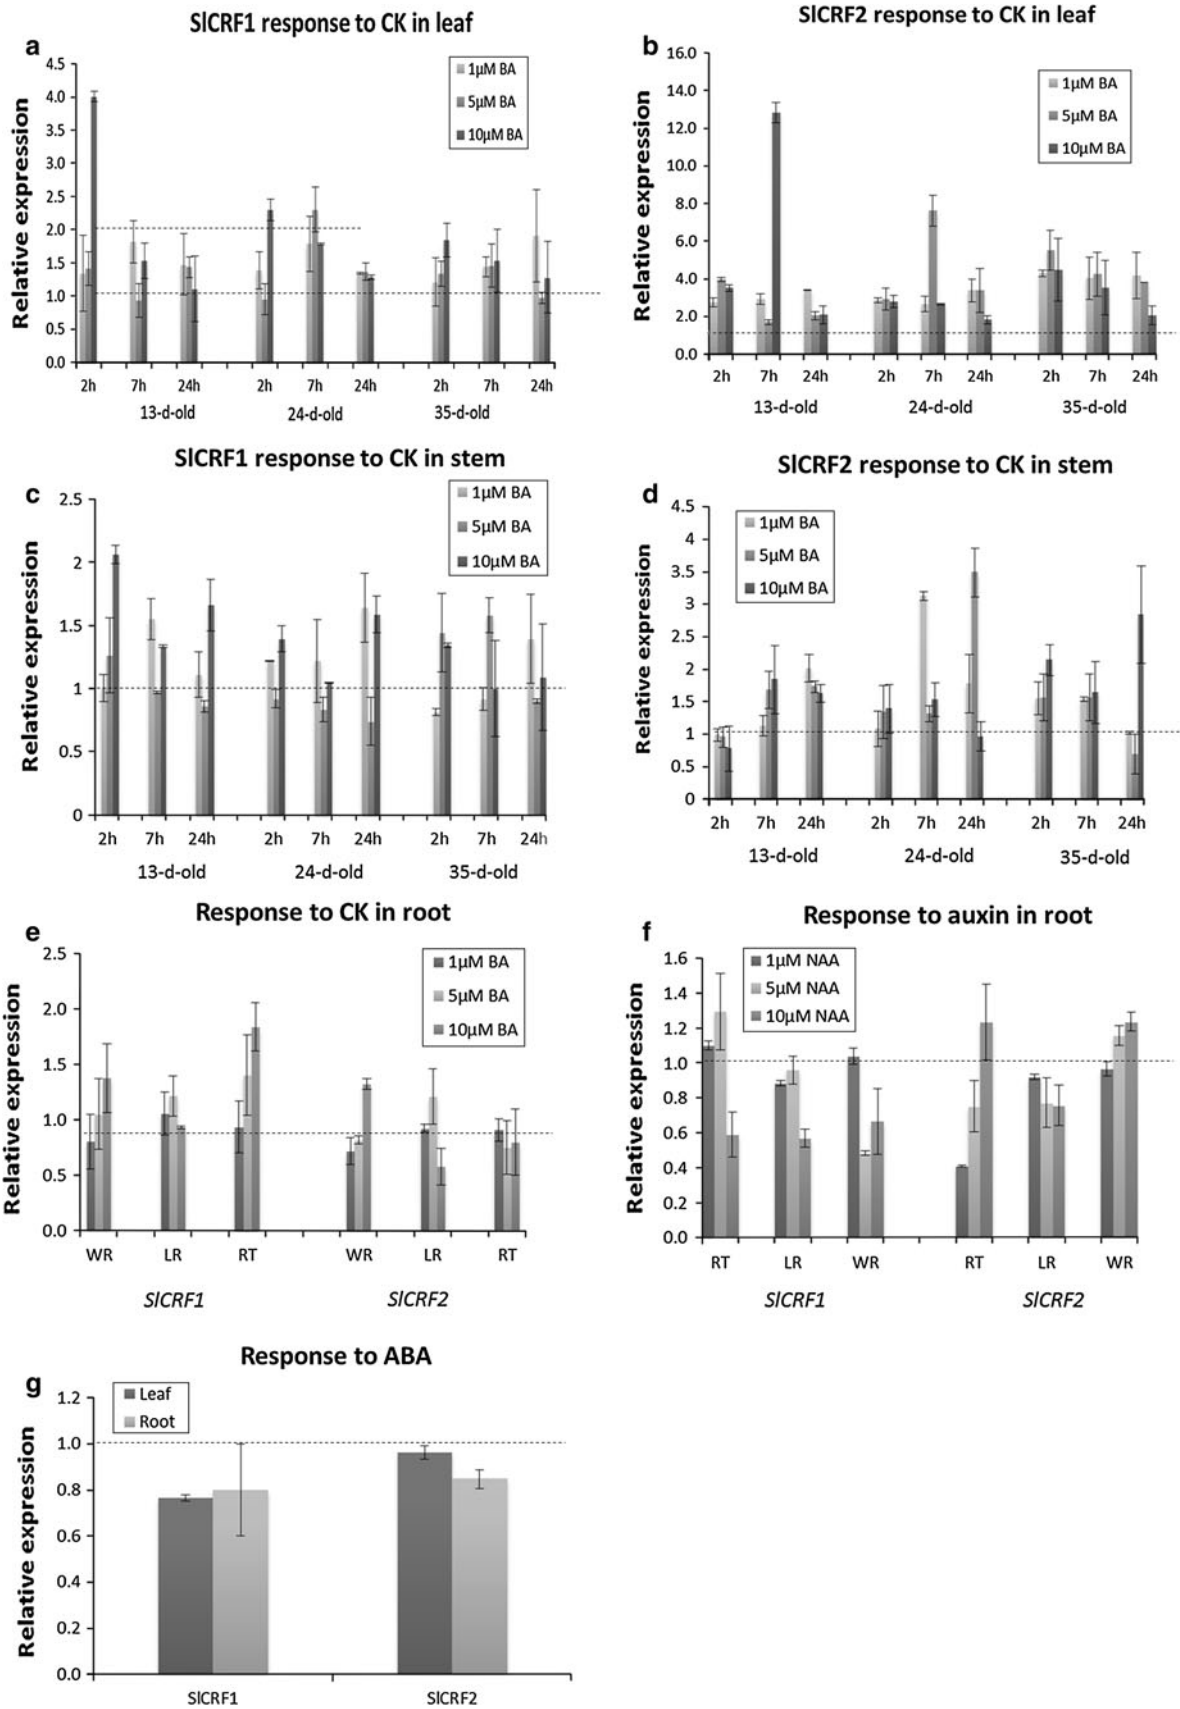 a
SlCRF1 response to CK in leaf
Relative expression
4.5
4.0
3.5
3.0
2.5
2.0
1.5
1.0
0.5
0.0
1µM BA
5µM BA
10µM BA
2h 7h 24h 2h 7h 24h 2h 7h 24h
13-d-old 24-d-old 35-d-old
b
SlCRF2 response to CK in leaf
Relative expression
16.0
14.0
12.0
10.0
8.0
6.0
4.0
2.0
0.0
1µM BA
5µM BA
10µM BA
2h 7h 24h 2h 7h 24h 2h 7h 24h
13-d-old 24-d-old 35-d-old
c
SlCRF1 response to CK in stem
Relative expression
2.5
2
1.5
1
0.5
0
1µM BA
5µM BA
10µM BA
2h 7h 24h 2h 7h 24h 2h 7h 24h
13-d-old 24-d-old 35-d-old
d
SlCRF2 response to CK in stem
Relative expression
4.5
4
3.5
3
2.5
2
1.5
1
0.5
0
1µM BA
5µM BA
10µM BA
2h 7h 24h 2h 7h 24h 2h 7h 24h
13-d-old 24-d-old 35-d-old
e
Response to CK in root
Relative expression
2.5
2.0
1.5
1.0
0.5
0.0
1µM BA
5µM BA
10µM BA
WR LR RT WR LR RT
SlCRF1 SlCRF2
f
Response to auxin in root
Relative expression
1.6
1.4
1.2
1.0
0.8
0.6
0.4
0.2
0.0
1µM NAA
5µM NAA
10µM NAA
RT LR WR RT LR WR
SlCRF1 SlCRF2
g
Response to ABA
Relative expression
1.2
1.0
0.8
0.6
0.4
0.2
0.0
Leaf
Root
SlCRF1 SlCRF2